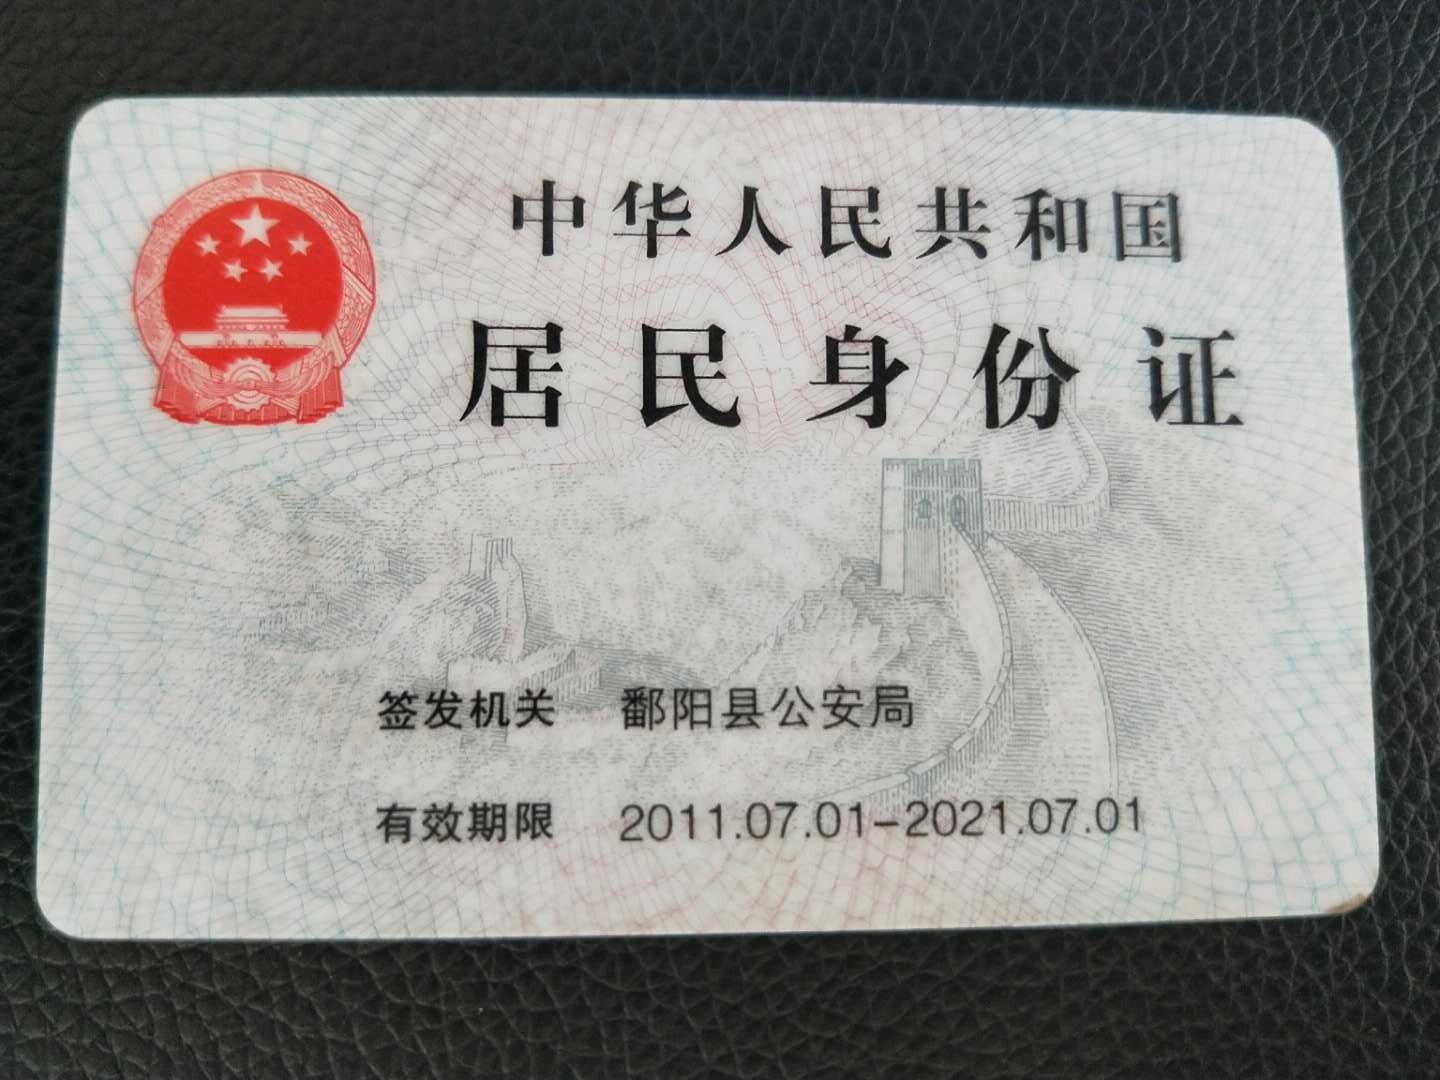 中华人民共和国
居民身份证
签发机关 鄱阳县公安局
有效期限 2011.07.01-2021.07.01